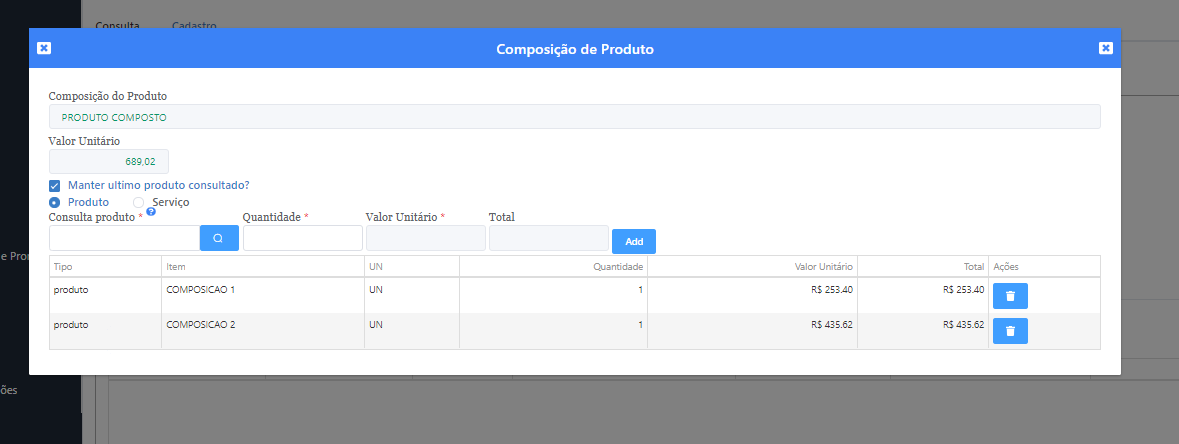 Consulta Cadastro
Composição de Produto
Composição do Produto
PRODUTO COMPOSTO
Valor Unitário
689,02
Manter ultimo produto consultado?
Produto Serviço
Consulta produto * ? Quantidade * Valor Unitário * Total
Add
Tipo Item UN Quantidade Valor Unitário Total Ações
produto COMPOSICAO 1 UN 1 R$ 253.40 R$ 253.40
produto COMPOSICAO 2 UN 1 R$ 435.62 R$ 435.62